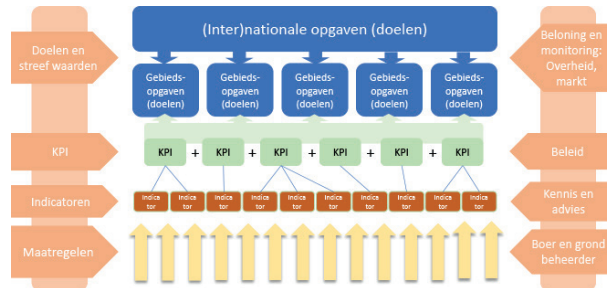 (Inter)nationale opgaven (doelen)
Doelen en
streef waarden
Beloning en
monitoring:
Overheid,
markt
Gebieds-
opgaven
(doelen)
Gebieds-
opgaven
(doelen)
Gebieds-
opgaven
(doelen)
Gebieds-
opgaven
(doelen)
Gebieds-
opgaven
(doelen)
KPI
KPI + KPI + KPI + KPI + KPI + KPI
Beleid
Indicatoren
Indica
tor
Indica
tor
Indica
tor
Indica
tor
Indica
tor
Indica
tor
Indica
tor
Indica
tor
Indica
tor
Indica
tor
Kennis en
advies
Maatregelen
Boer en grond
beheerder